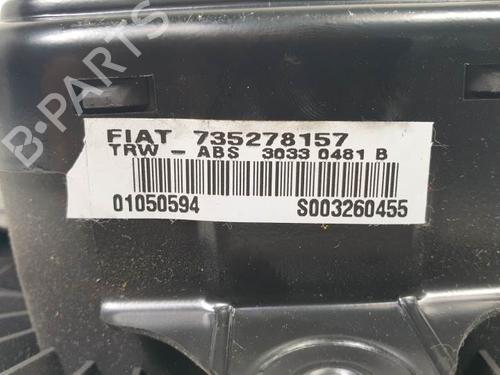 B-PARTS
FIAT 735278157
TRW - ABS 3033 0481 B
01050594 S003260455